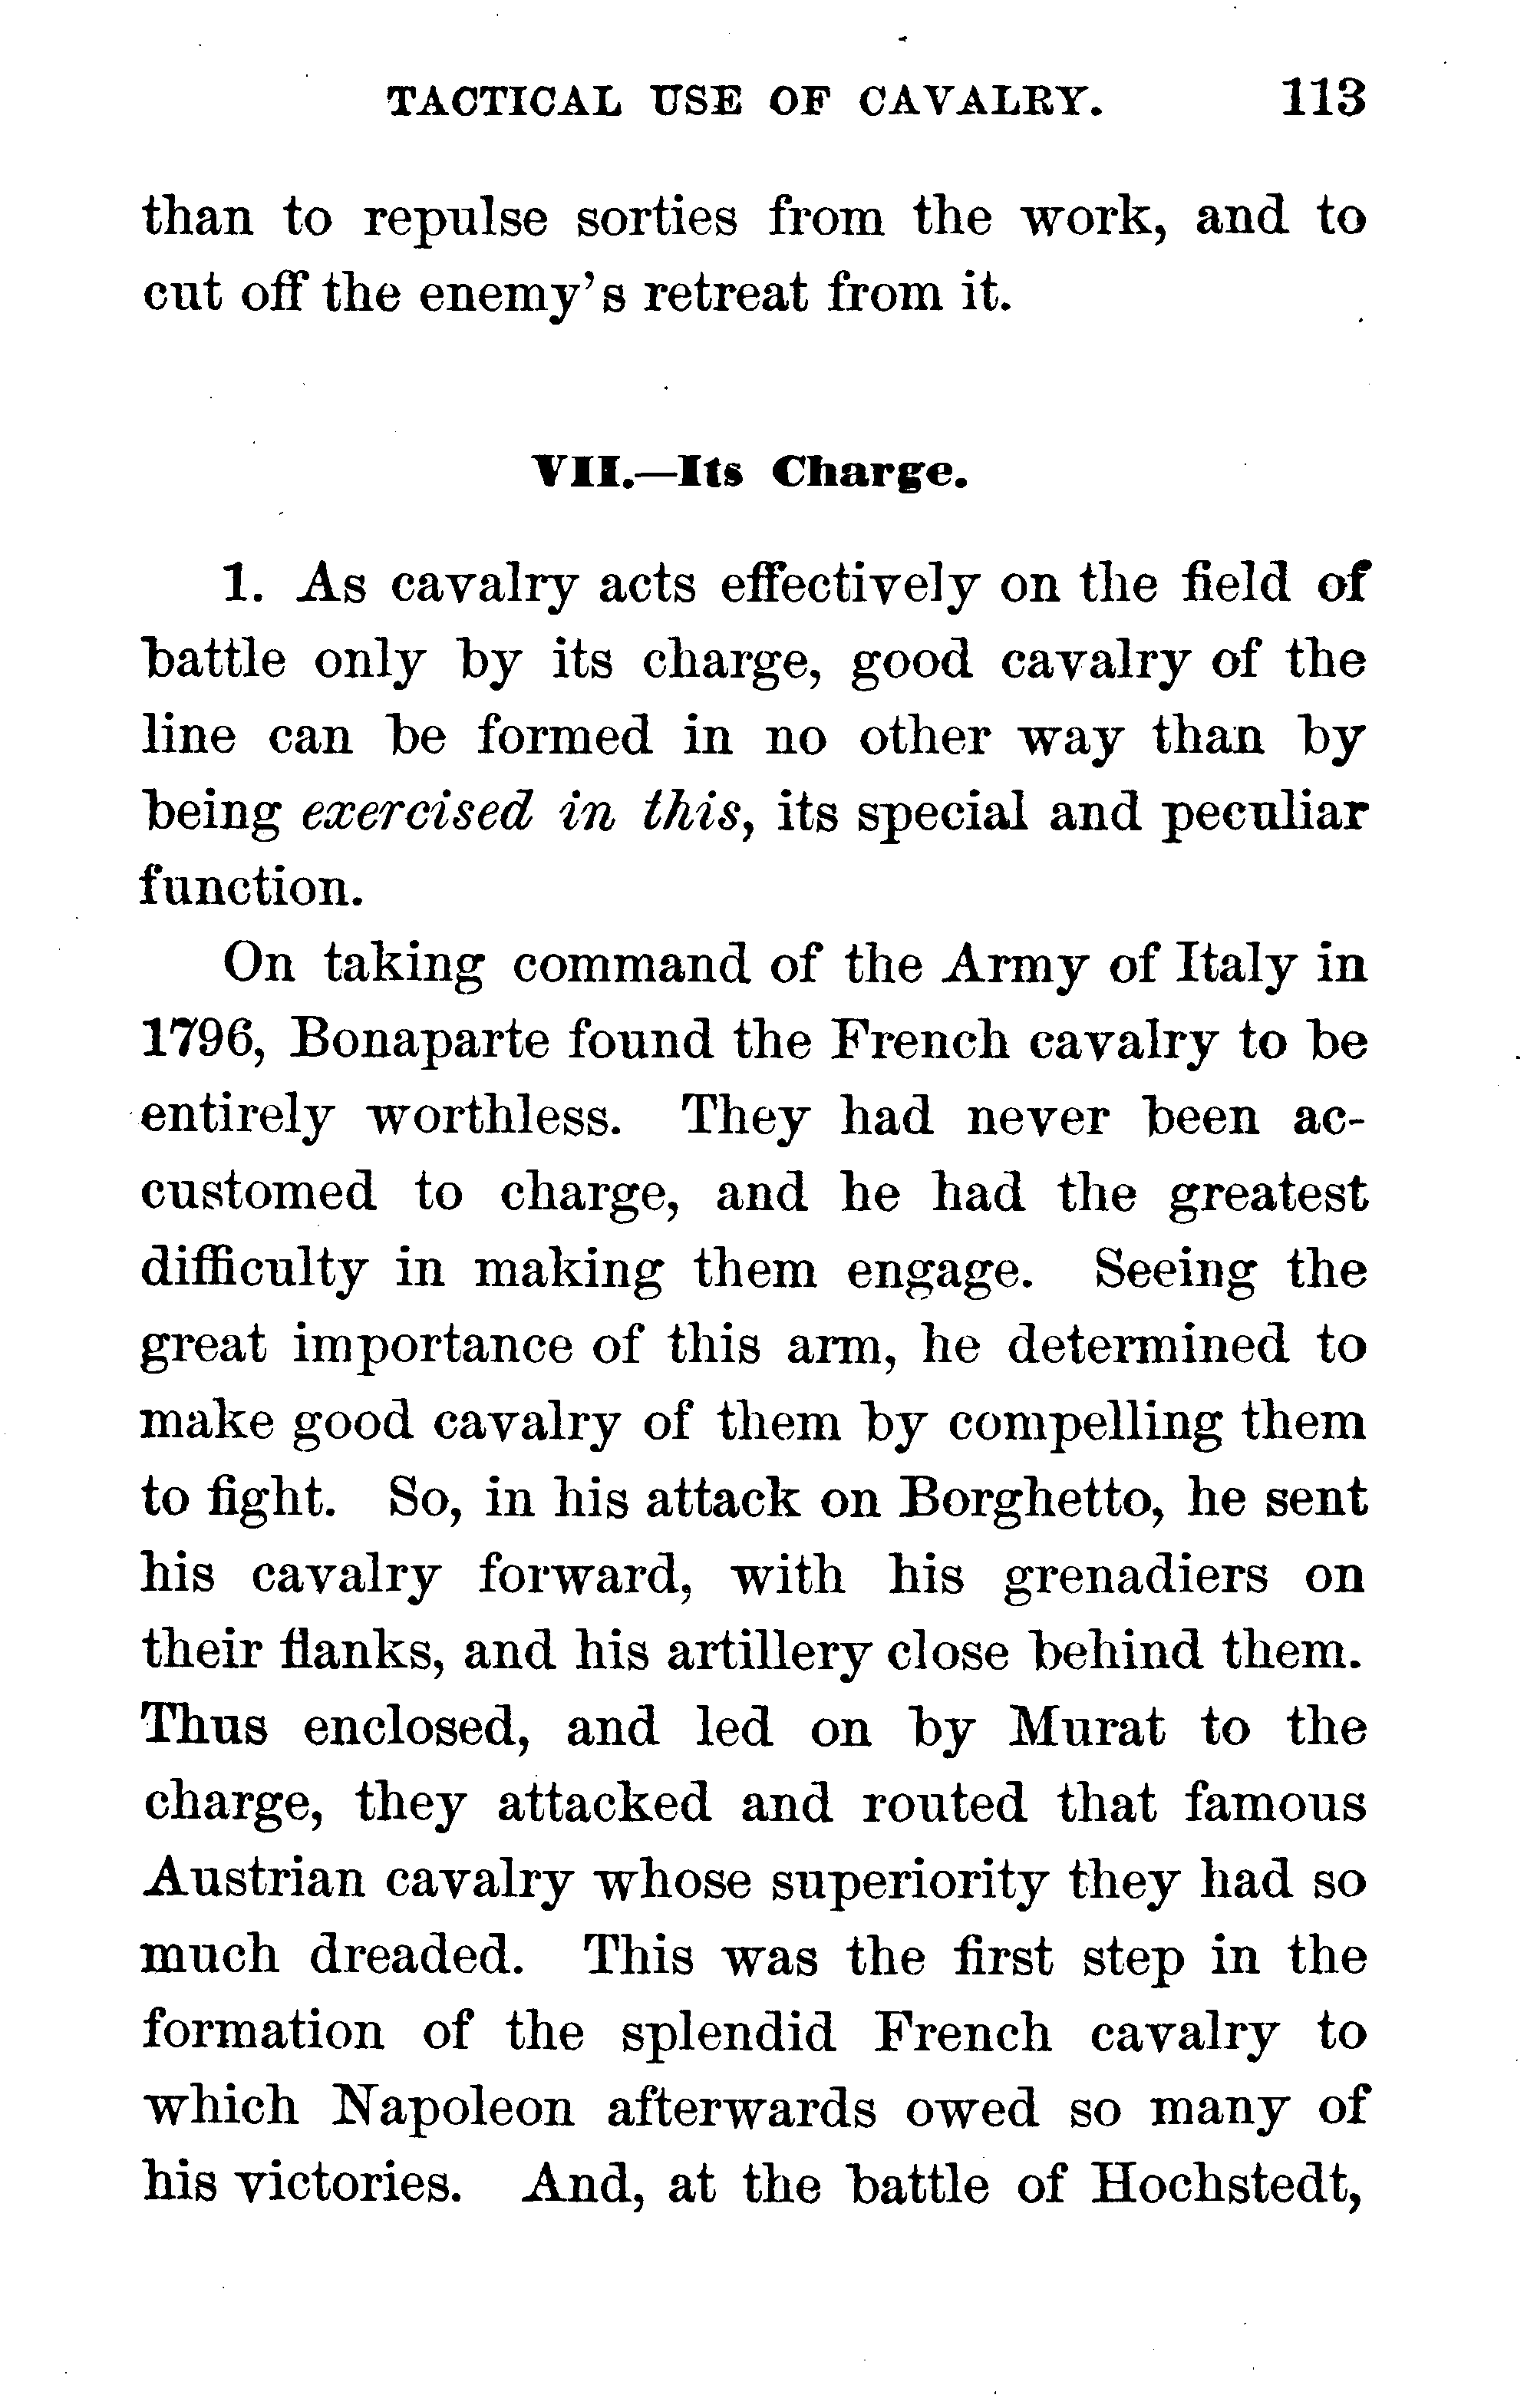 TACTICAL USE OF CAVALRY. 113
than to repulse sorties from the work, and to
cut off the enemy's retreat from it.
VII.—Its Charge.
1. As cavalry acts effectively on the field of
battle only by its charge, good cavalry of the
line can be formed in no other way than by
being exercised in this, its special and peculiar
function.
On taking command of the Army of Italy in
1796, Bonaparte found the French cavalry to be
entirely worthless. They had never been ac-
customed to charge, and he had the greatest
difficulty in making them engage. Seeing the
great importance of this arm, he determined to
make good cavalry of them by compelling them
to fight. So, in his attack on Borghetto, he sent
his cavalry forward, with his grenadiers on
their flanks, and his artillery close behind them.
Thus enclosed, and led on by Murat to the
charge, they attacked and routed that famous
Austrian cavalry whose superiority they had so
much dreaded. This was the first step in the
formation of the splendid French cavalry to
which Napoleon afterwards owed so many of
his victories. And, at the battle of Hochstedt,